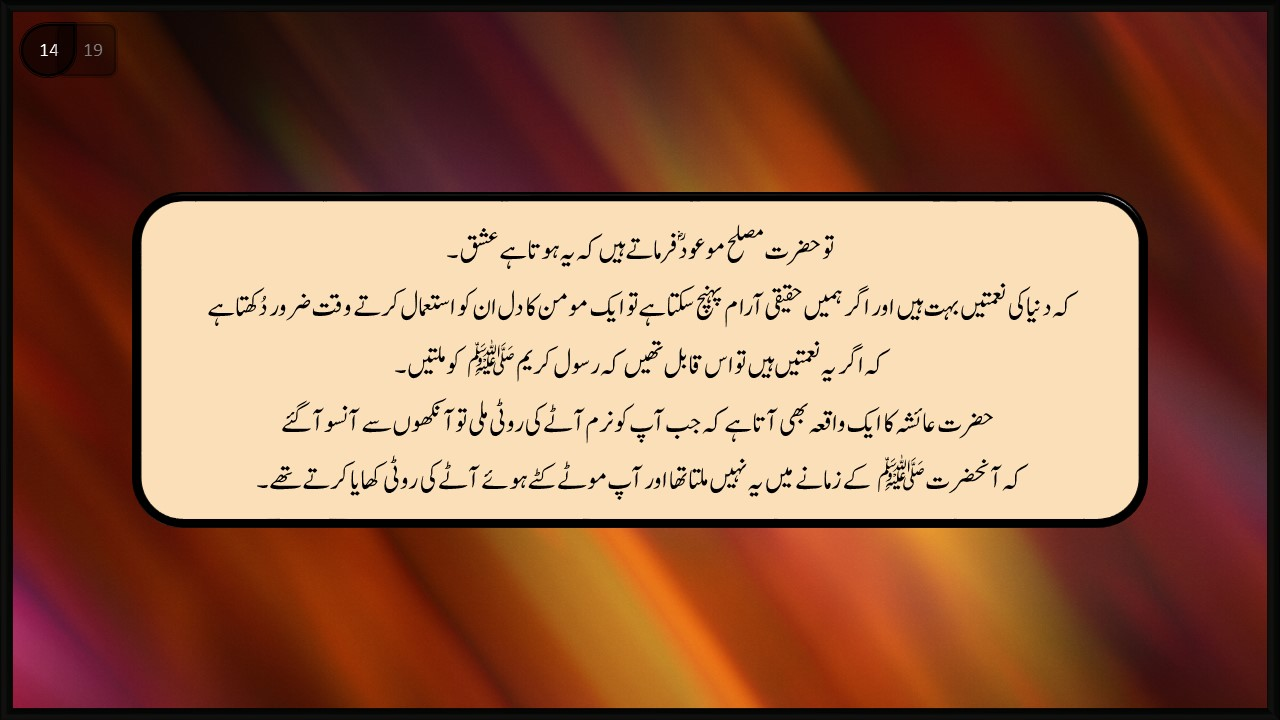 14 19
تو حضرت مصلح موعودؓ فرماتے ہیں کہ یہ ہوتا ہے عشق۔
کہ دنیا کی نعمتیں بہت ہیں اور اگر ہمیں حقیقی آرام پہنچ سکتا ہے تو ایک مومن کا دل ان کو استعمال کرتے وقت ضرور دُکھتا ہے
کہ اگر یہ نعمتیں ہیں تو اس قابل تھیں کہ رسول کریم ﷺ کو ملتیں۔
حضرت عائشہ کا ایک واقعہ بھی آتا ہے کہ جب آپ کو نرم آٹے کی روٹی ملی تو آنکھوں سے آنسو آ گئے
کہ آنحضرت ﷺ کے زمانے میں یہ نہیں ملتا تھا اور آپ موٹے کٹے ہوئے آٹے کی روٹی کھایا کرتے تھے۔